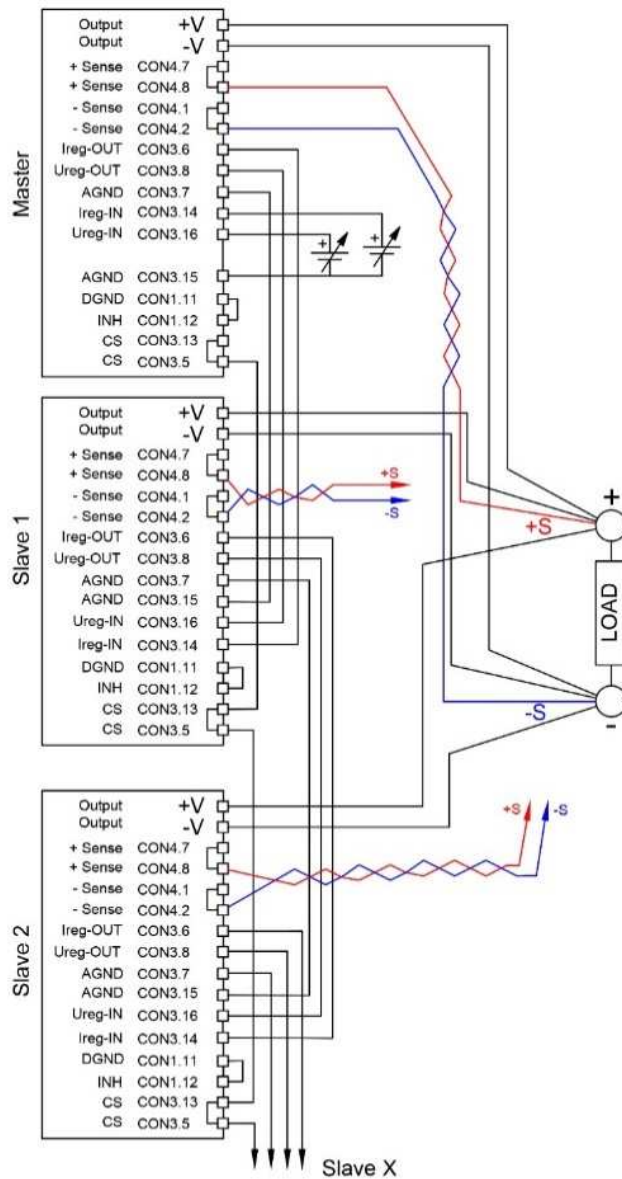 Master
Output +V
Output -V
+ Sense CON4.7
+ Sense CON4.8
- Sense CON4.1
- Sense CON4.2
Ireg-OUT CON3.6
Ureg-OUT CON3.8
AGND CON3.7
Ireg-IN CON3.14
Ureg-IN CON3.16
AGND CON3.15
DGND CON1.11
INH CON1.12
CS CON3.13
CS CON3.5
+
+
Slave 1
Output +V
Output -V
+ Sense CON4.7
+ Sense CON4.8
- Sense CON4.1
- Sense CON4.2
Ireg-OUT CON3.6
Ureg-OUT CON3.8
AGND CON3.7
AGND CON3.15
Ureg-IN CON3.16
Ireg-IN CON3.14
DGND CON1.11
INH CON1.12
CS CON3.13
CS CON3.5
+S
-S
+
+S
LOAD
-S
-
Slave 2
Output +V
Output -V
+ Sense CON4.7
+ Sense CON4.8
- Sense CON4.1
- Sense CON4.2
Ireg-OUT CON3.6
Ureg-OUT CON3.8
AGND CON3.7
AGND CON3.15
Ureg-IN CON3.16
Ireg-IN CON3.14
DGND CON1.11
INH CON1.12
CS CON3.13
CS CON3.5
+S
-S
Slave X